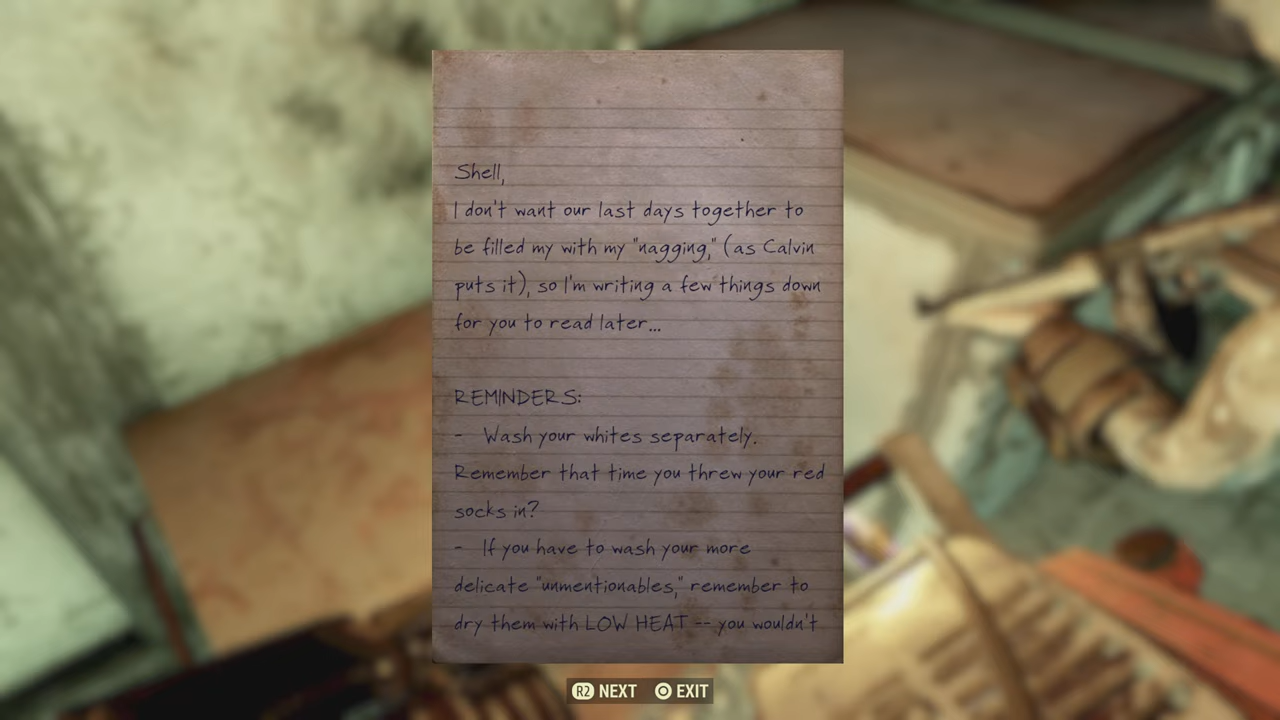 Shell,
I don't want our last days together to
be filled my with my "nagging," (as Calvin
puts it), so I'm writing a few things down
for you to read later...
REMINDERS:
- Wash your whites separately.
Remember that time you threw your red
socks in?
- If you have to wash your more
delicate "unmentionables," remember to
dry them with LOW HEAT -- you wouldn't
R2 NEXT EXIT